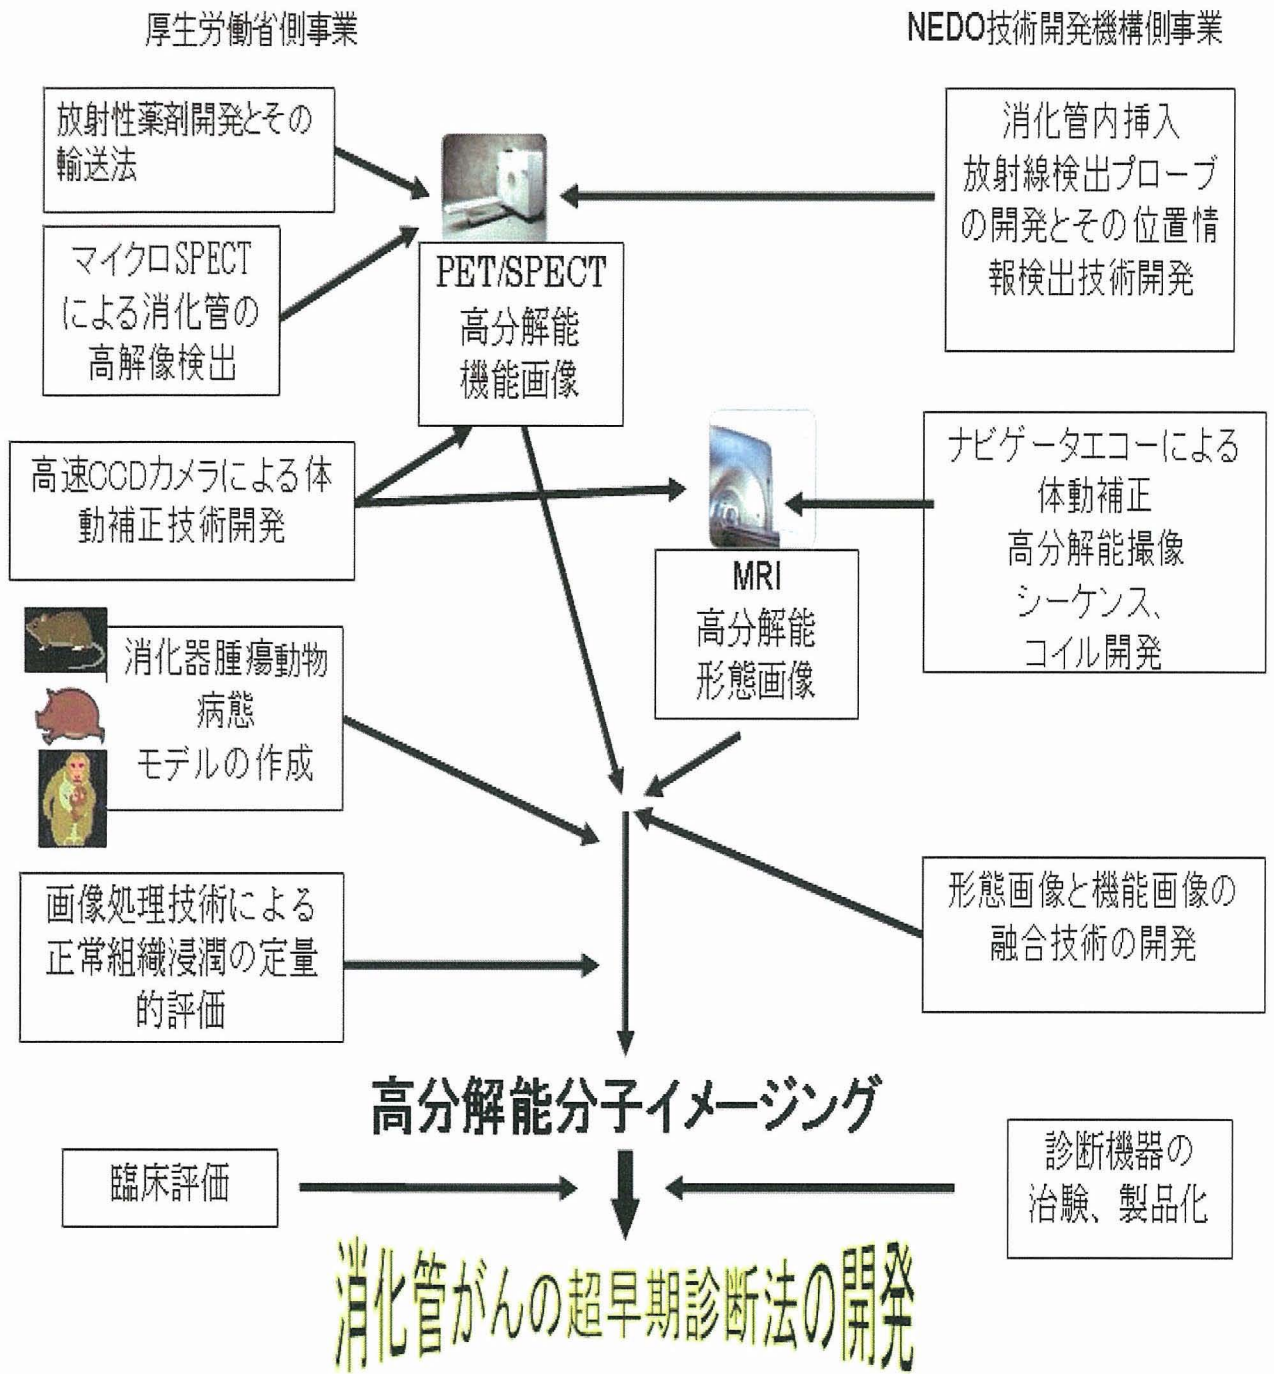 厚生労働省側事業
NEDO技術開発機構側事業
放射性薬剤開発とその
輸送法
マイクロSPECT
による消化管の
高解像検出
PET/SPECT
高分解能
機能画像
消化管内挿入
放射線検出プローブ
の開発とその位置情
報検出技術開発
高速CCDカメラによる体
動補正技術開発
MRI
高分解能
形態画像
ナビゲータエコーによる
体動補正
高分解能撮像
シーケンス、
コイル開発
消化器腫瘍動物
病態
モデルの作成
画像処理技術による
正常組織浸潤の定量
的評価
形態画像と機能画像の
融合技術の開発
高分解能分子イメージング
臨床評価
診断機器の
治験、製品化
消化管がんの超早期診断法の開発